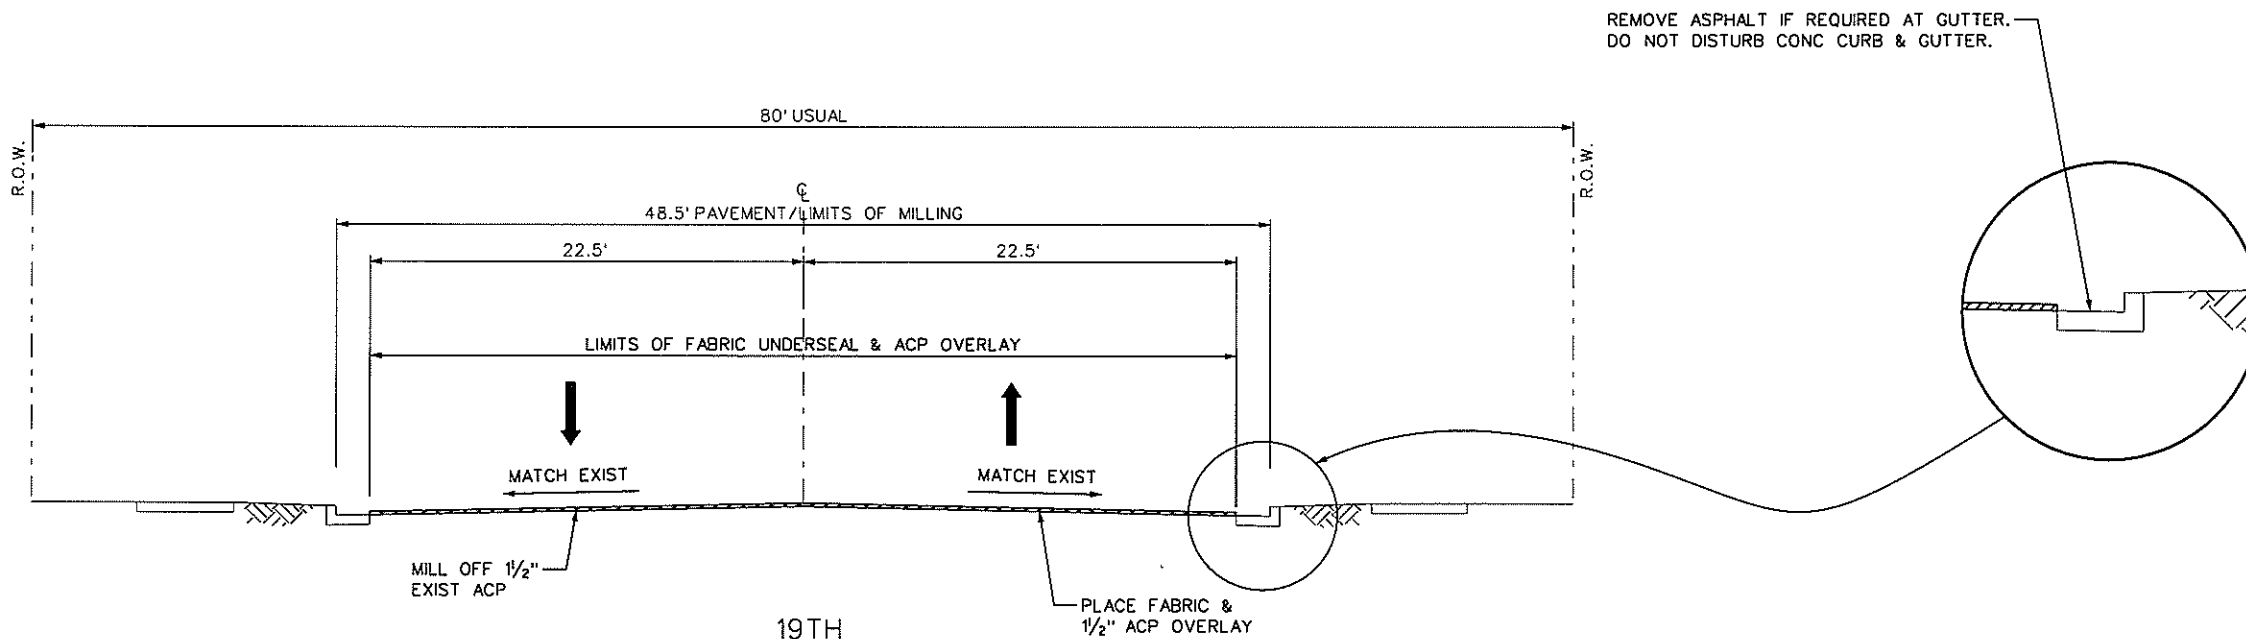 REMOVE ASPHALT IF REQUIRED AT GUTTER.
DO NOT DISTURB CONC CURB & GUTTER.
80' USUAL
R.O.W.
R.O.W.
℄
48.5' PAVEMENT/LIMITS OF MILLING
22.5'
22.5'
LIMITS OF FABRIC UNDERSEAL & ACP OVERLAY
MATCH EXIST
MATCH EXIST
MILL OFF 1½"
EXIST ACP
PLACE FABRIC &
1½" ACP OVERLAY
19TH